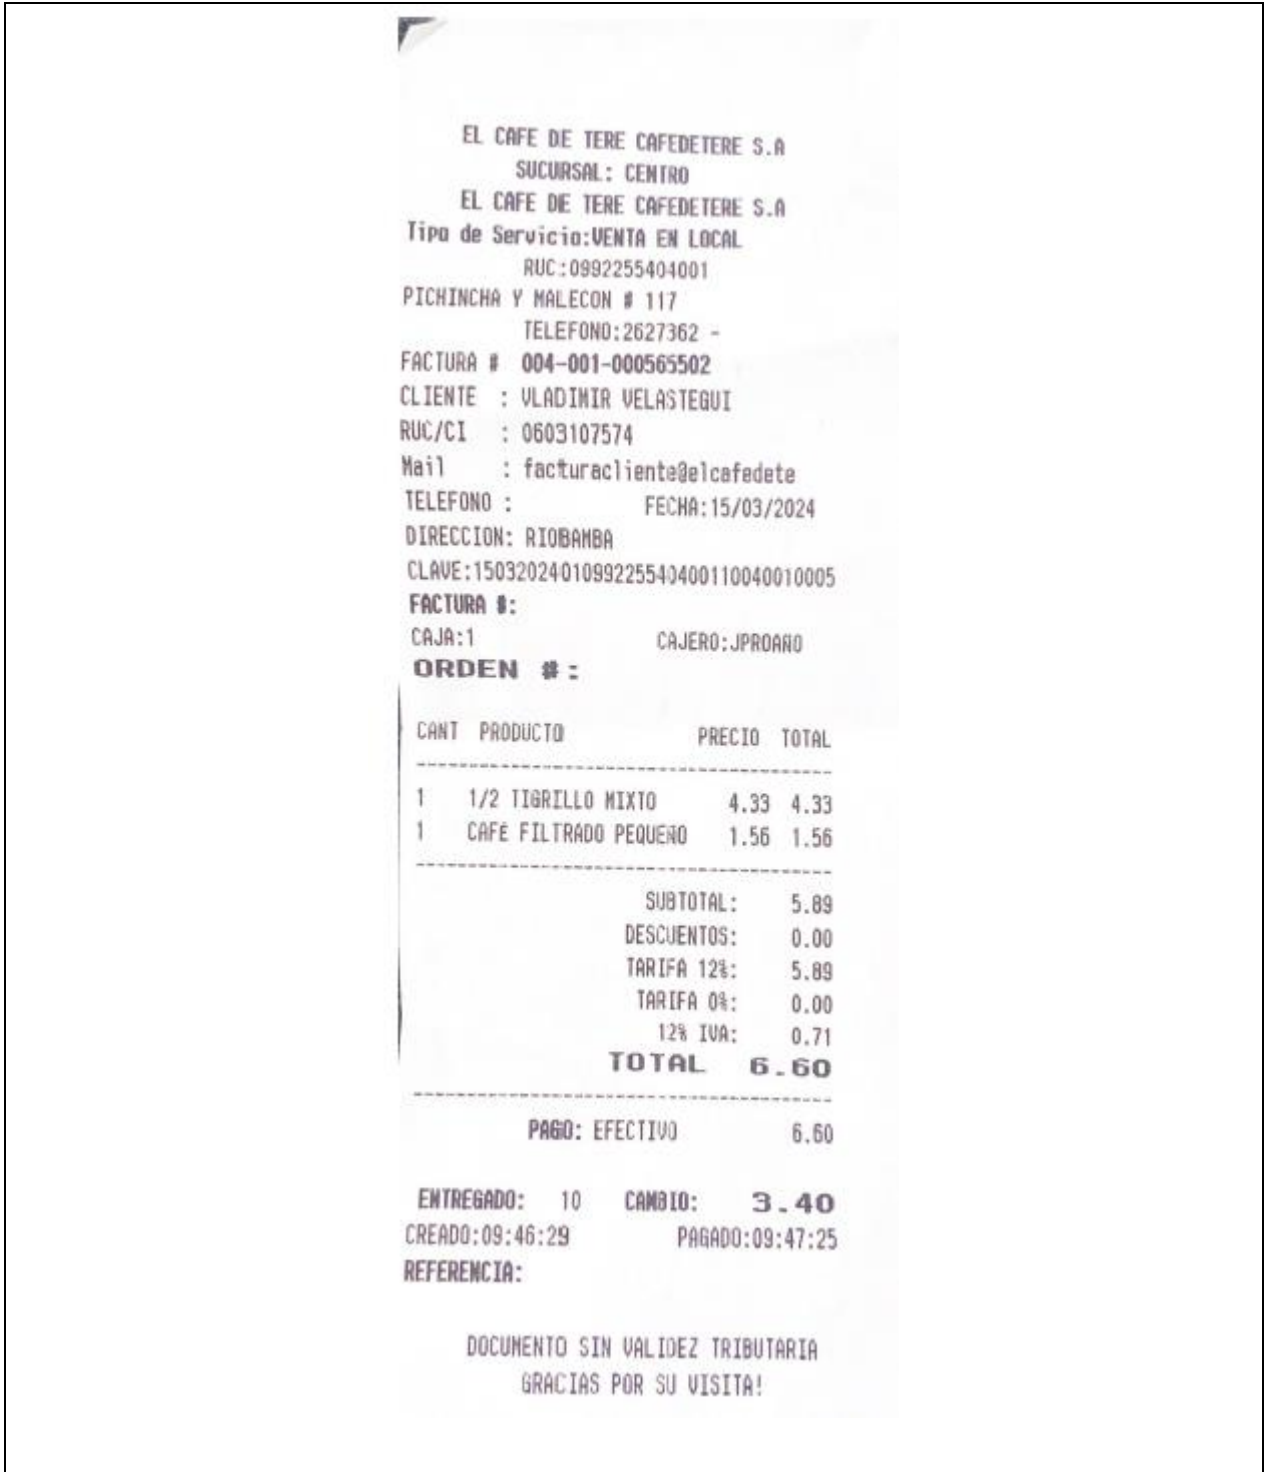 EL CAFE DE TERE CAFEDETERE S.A
SUCURSAL: CENTRO
EL CAFE DE TERE CAFEDETERE S.A
Tipo de Servicio:VENTA EN LOCAL
RUC:0992255404001
PICHINCHA Y MALECON # 117
TELEFONO:2627362 -
FACTURA # 004-001-000565502
CLIENTE : VLADIMIR VELASTEGUI
RUC/CI : 0603107574
Mail : facturacliente@elcafedete
TELEFONO : FECHA:15/03/2024
DIRECCION: RIOBAMBA
CLAVE:1503202401099225540400110040010005
FACTURA #:
CAJA:1 CAJERO:JPROAÑO
ORDEN #:
CANT PRODUCTO PRECIO TOTAL
1 1/2 TIGRILLO MIXTO 4.33 4.33
1 CAFÉ FILTRADO PEQUEÑO 1.56 1.56
SUBTOTAL: 5.89
DESCUENTOS: 0.00
TARIFA 12%: 5.89
TARIFA 0%: 0.00
12% IVA: 0.71
TOTAL 6.60
PAGO: EFECTIVO 6.60
ENTREGADO: 10 CAMBIO: 3.40
CREADO:09:46:29 PAGADO:09:47:25
REFERENCIA:
DOCUMENTO SIN VALIDEZ TRIBUTARIA
GRACIAS POR SU VISITA!